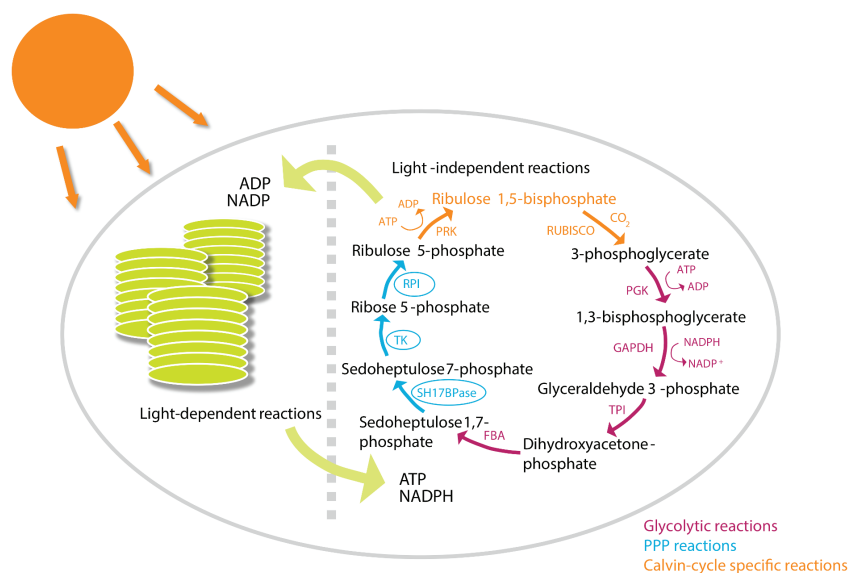 Light -independent reactions
ADP
NADP
Ribulose 1,5-bisphosphate
ADP
ATP
PRK
CO2
RUBISCO
Ribulose 5-phosphate
3-phosphoglycerate
ATP
ADP
PGK
RPI
Ribose 5-phosphate
1,3-bisphosphoglycerate
TK
GAPDH
NADPH
NADP+
Sedoheptulose7-phosphate
SH17BPase
Glyceraldehyde 3 -phosphate
TPI
Light-dependent reactions
Sedoheptulose1,7-
phosphate
FBA
Dihydroxyacetone-
phosphate
ATP
NADPH
Glycolytic reactions
PPP reactions
Calvin-cycle specific reactions